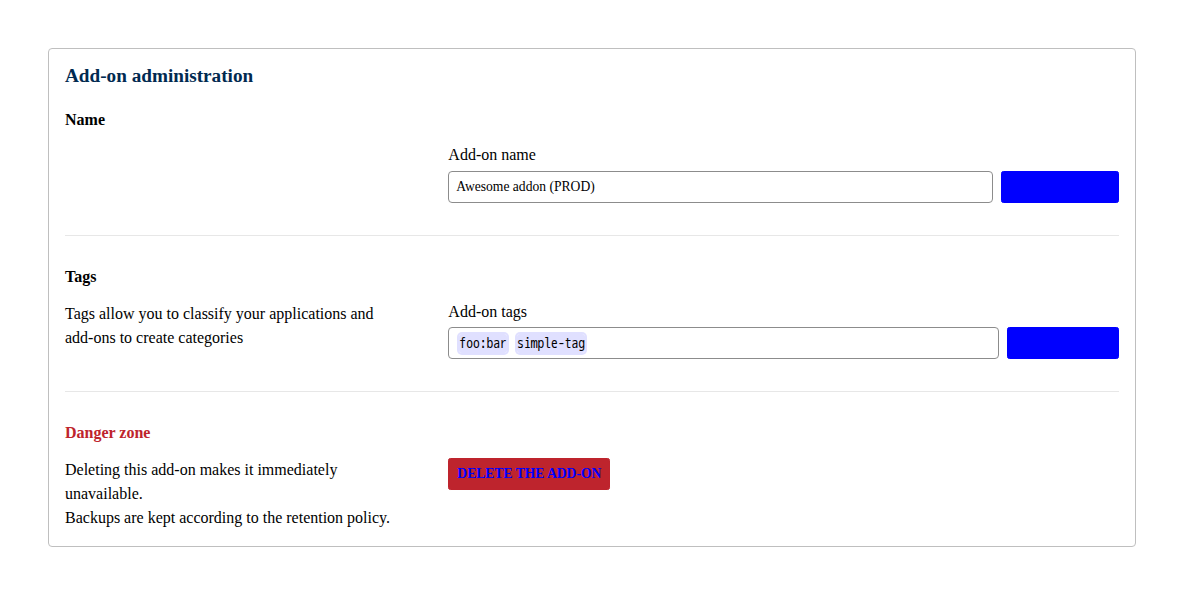 Add-on administration
Name
Add-on name
Awesome addon (PROD)
Tags
Tags allow you to classify your applications and
add-ons to create categories
Add-on tags
foo:bar simple-tag
Danger zone
Deleting this add-on makes it immediately
unavailable.
Backups are kept according to the retention policy.
DELETE THE ADD-ON